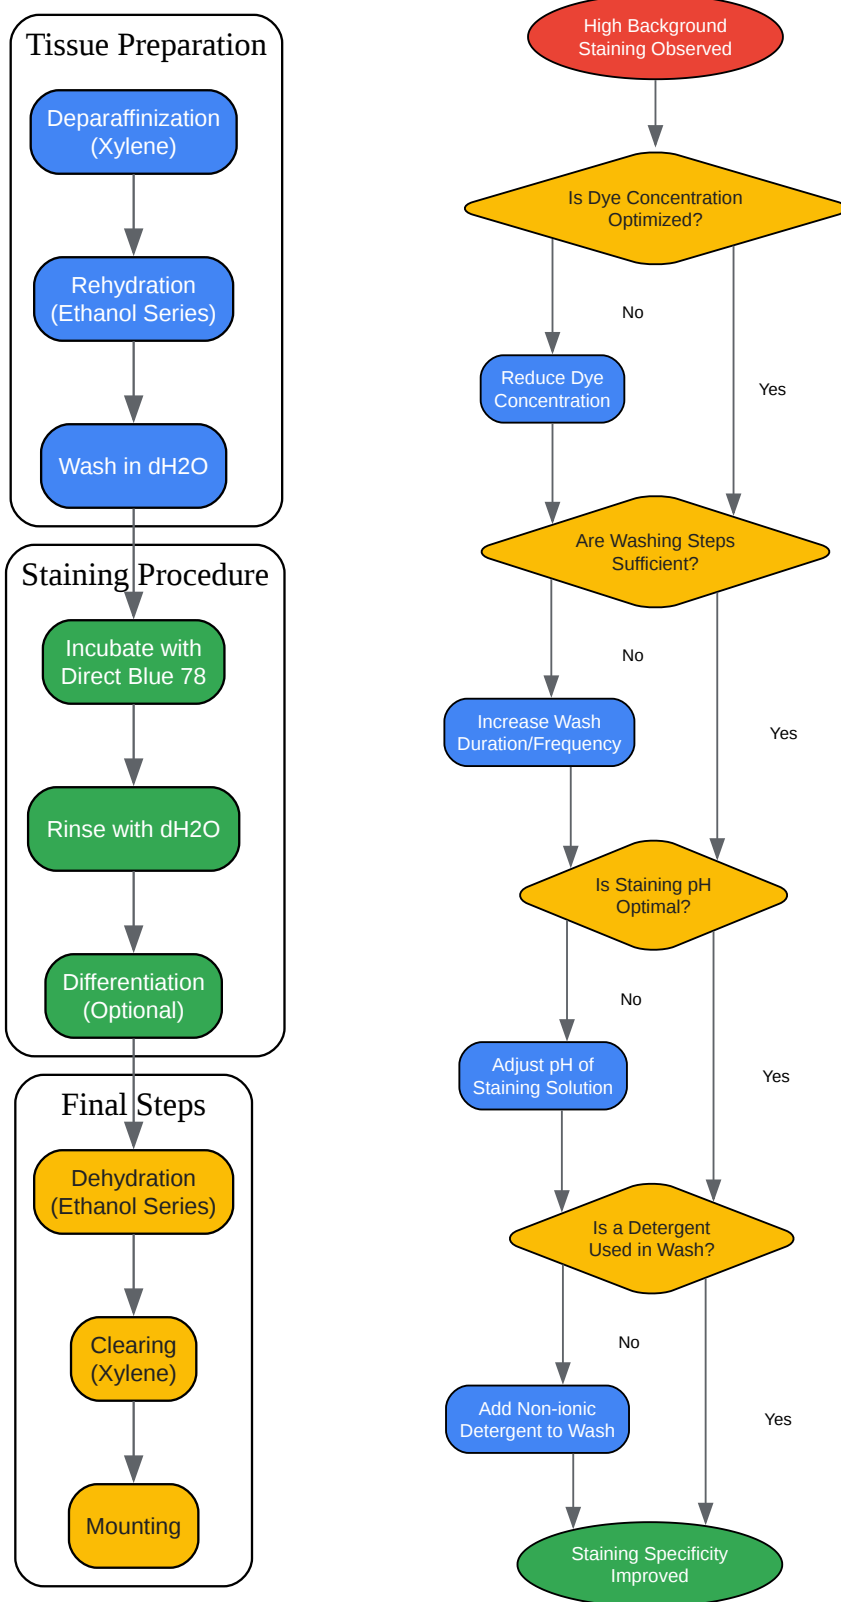 Tissue Preparation
Deparaffinization
(Xylene)
Rehydration
(Ethanol Series)
Wash in dH2O
Staining Procedure
Incubate with
Direct Blue 78
Rinse with dH2O
Differentiation
(Optional)
Final Steps
Dehydration
(Ethanol Series)
Clearing
(Xylene)
Mounting
High Background
Staining Observed
Is Dye Concentration
Optimized?
No
Yes
Reduce Dye
Concentration
Are Washing Steps
Sufficient?
No
Yes
Increase Wash
Duration/Frequency
Is Staining pH
Optimal?
No
Yes
Adjust pH of
Staining Solution
Is a Detergent
Used in Wash?
No
Yes
Add Non-ionic
Detergent to Wash
Staining Specificity
Improved